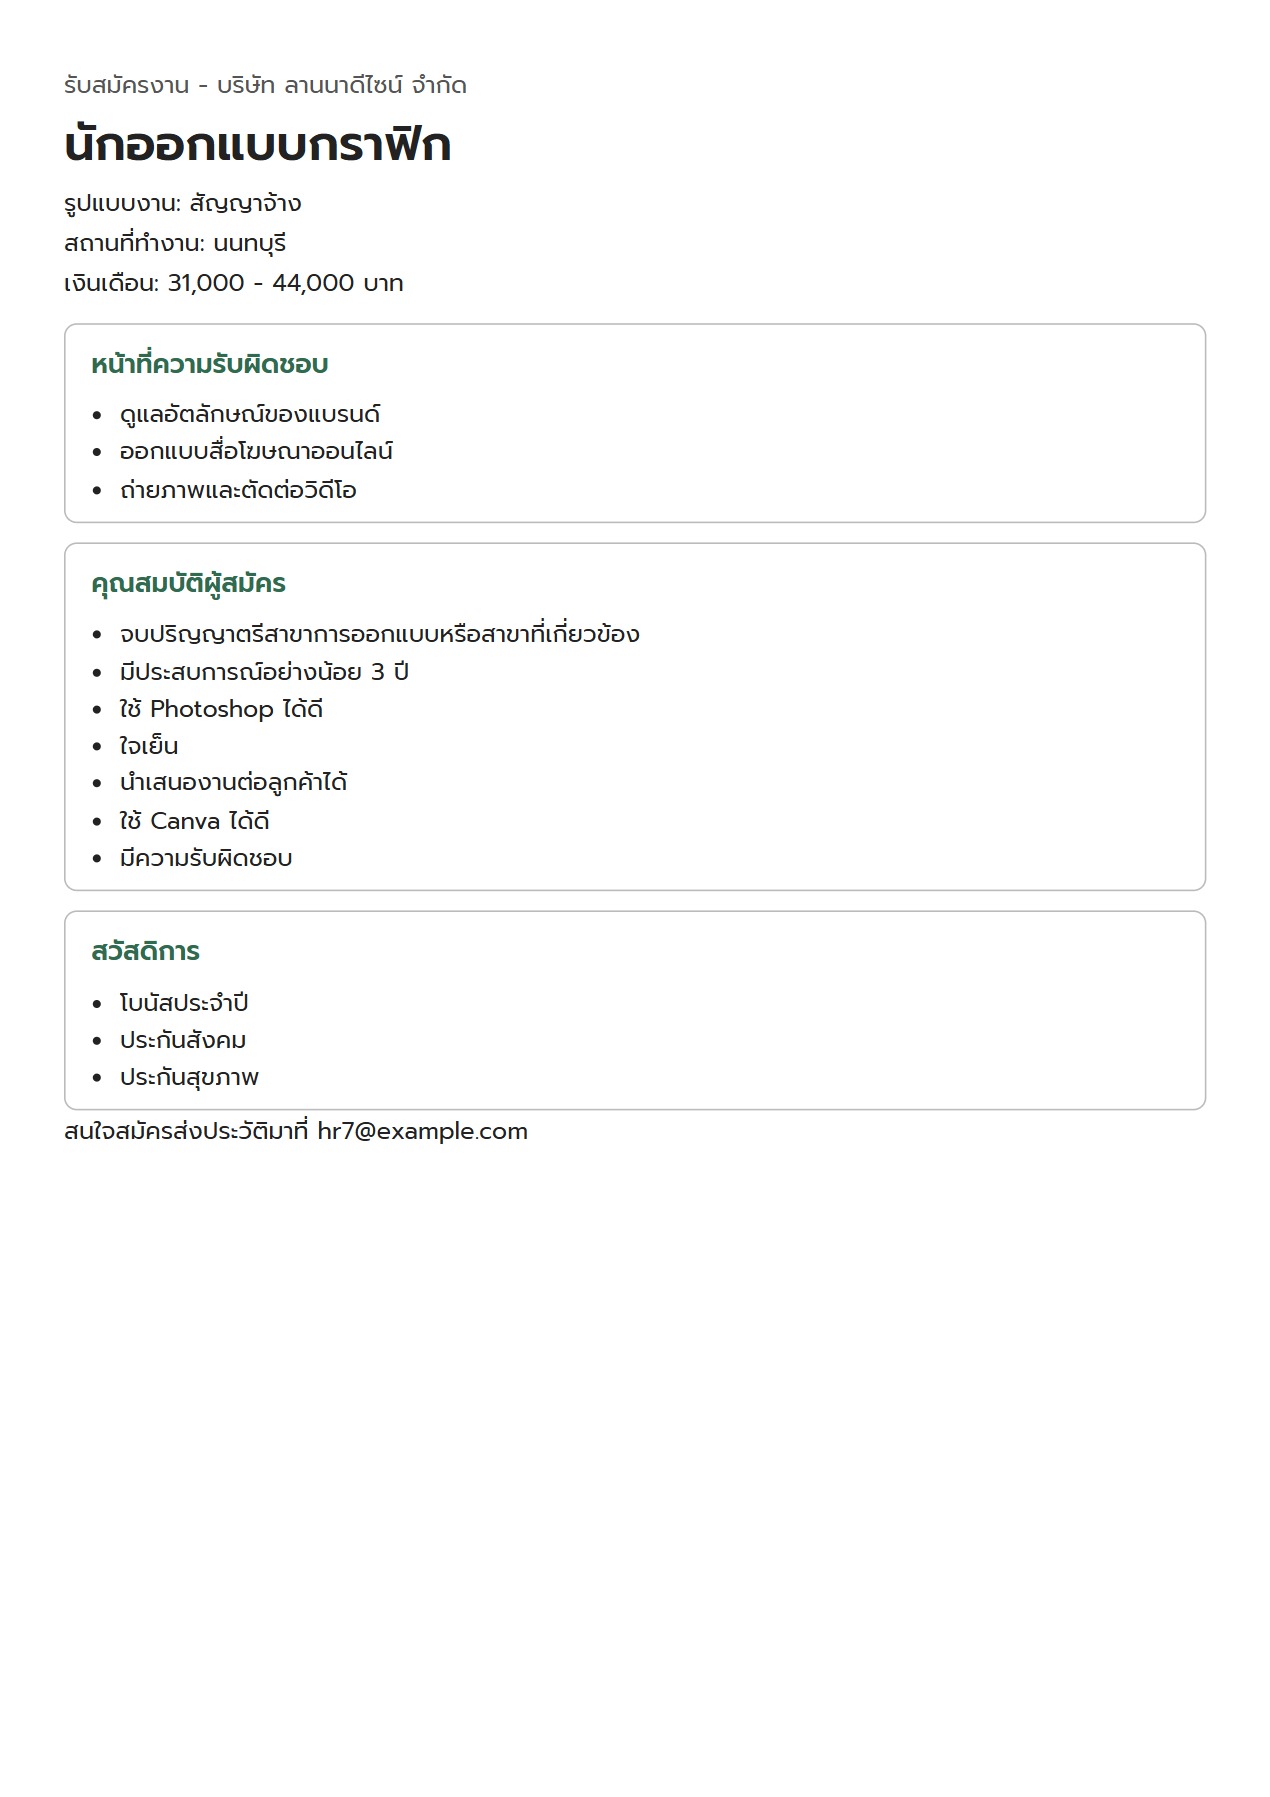 รับสมัครงาน - บริษัท ลานนาดีไซน์ จำกัด
นักออกแบบกราฟิก
รูปแบบงาน: สัญญาจ้าง
สถานที่ทำงาน: นนทบุรี
เงินเดือน: 31,000 - 44,000 บาท
หน้าที่ความรับผิดชอบ
• ดูแลอัตลักษณ์ของแบรนด์
• ออกแบบสื่อโฆษณาออนไลน์
• ถ่ายภาพและตัดต่อวิดีโอ
คุณสมบัติผู้สมัคร
• จบปริญญาตรีสาขาการออกแบบหรือสาขาที่เกี่ยวข้อง
• มีประสบการณ์อย่างน้อย 3 ปี
• ใช้ Photoshop ได้ดี
• ใจเย็น
• นำเสนองานต่อลูกค้าได้
• ใช้ Canva ได้ดี
• มีความรับผิดชอบ
สวัสดิการ
• โบนัสประจำปี
• ประกันสังคม
• ประกันสุขภาพ
สนใจสมัครส่งประวัติมาที่ hr7@example.com